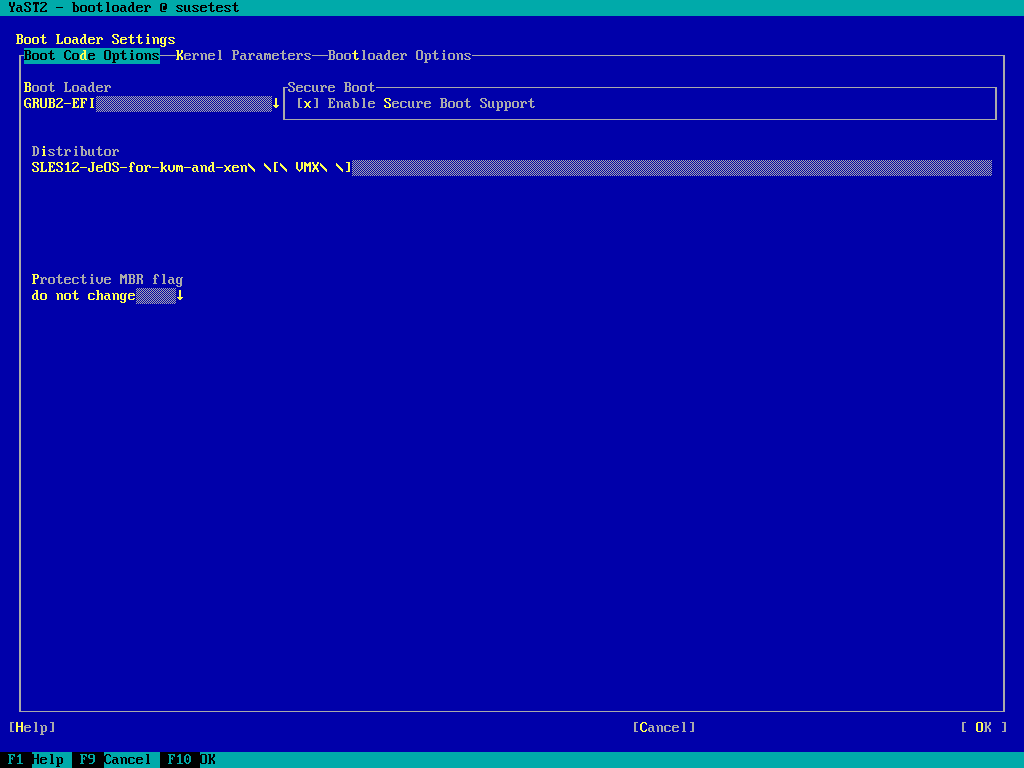 YaST2 - bootloader @ susetest
Boot Loader Settings
Boot Code Options Kernel Parameters Bootloader Options
Boot Loader Secure Boot
GRUB2-EFI ↓ [x] Enable Secure Boot Support
Distributor
SLES12-JeOS-for-kvm-and-xen\ \[\ VMX\ \]
Protective MBR flag
do not change ↓
[Help] [Cancel] [ OK ]
F1 Help F9 Cancel F10 OK